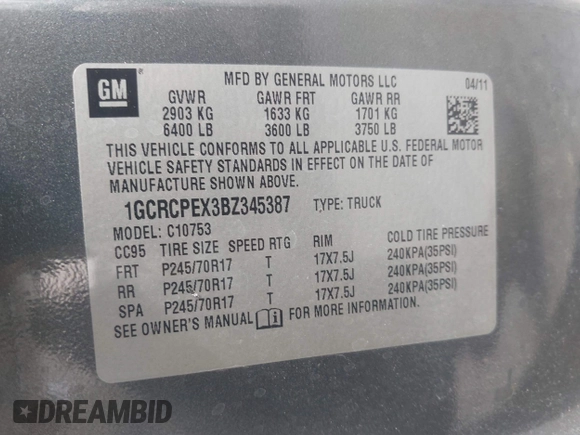 GM
MFD BY GENERAL MOTORS LLC 04/11
GVWR GAWR FRT GAWR RR
2903 KG 1633 KG 1701 KG
6400 LB 3600 LB 3750 LB
THIS VEHICLE CONFORMS TO ALL APPLICABLE U.S. FEDERAL MOTOR
VEHICLE SAFETY STANDARDS IN EFFECT ON THE DATE OF
MANUFACTURE SHOWN ABOVE.
1GCRCPEX3BZ345387 TYPE: TRUCK
MODEL: C10753
CC95 TIRE SIZE SPEED RTG RIM COLD TIRE PRESSURE
FRT P245/70R17 T 17X7.5J 240KPA(35PSI)
RR P245/70R17 T 17X7.5J 240KPA(35PSI)
SPA P245/70R17 T 17X7.5J 240KPA(35PSI)
SEE OWNER'S MANUAL FOR MORE INFORMATION.
DREAMBID